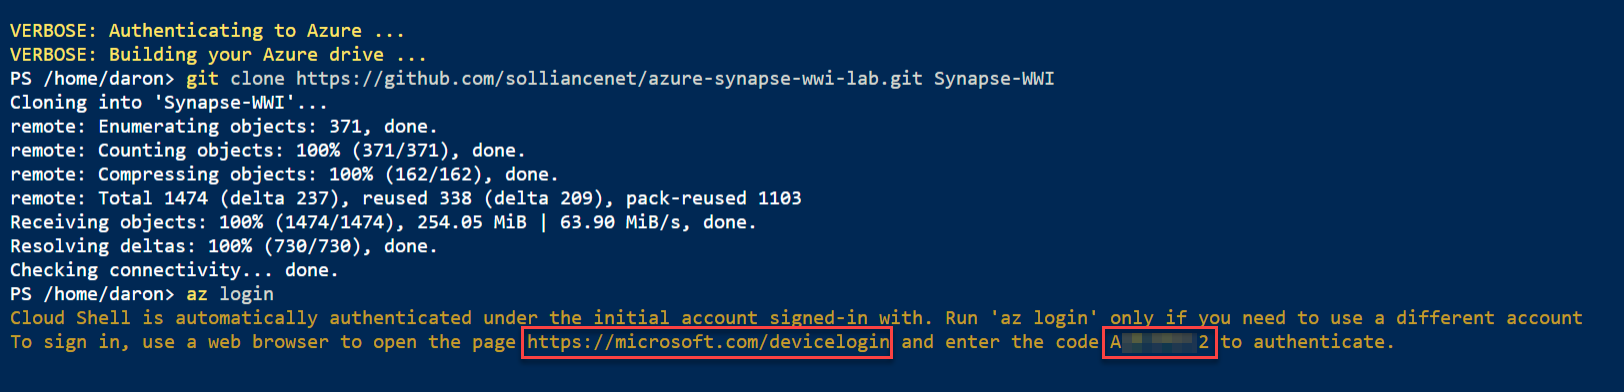 VERBOSE: Authenticating to Azure ...
VERBOSE: Building your Azure drive ...
PS /home/daron> git clone https://github.com/solliancenet/azure-synapse-wwi-lab.git Synapse-WWI
Cloning into 'Synapse-WWI'...
remote: Enumerating objects: 371, done.
remote: Counting objects: 100% (371/371), done.
remote: Compressing objects: 100% (162/162), done.
remote: Total 1474 (delta 237), reused 338 (delta 209), pack-reused 1103
Receiving objects: 100% (1474/1474), 254.05 MiB | 63.90 MiB/s, done.
Resolving deltas: 100% (730/730), done.
Checking connectivity... done.
PS /home/daron> az login
Cloud Shell is automatically authenticated under the initial account signed-in with. Run 'az login' only if you need to use a different account
To sign in, use a web browser to open the page https://microsoft.com/devicelogin and enter the code to authenticate.